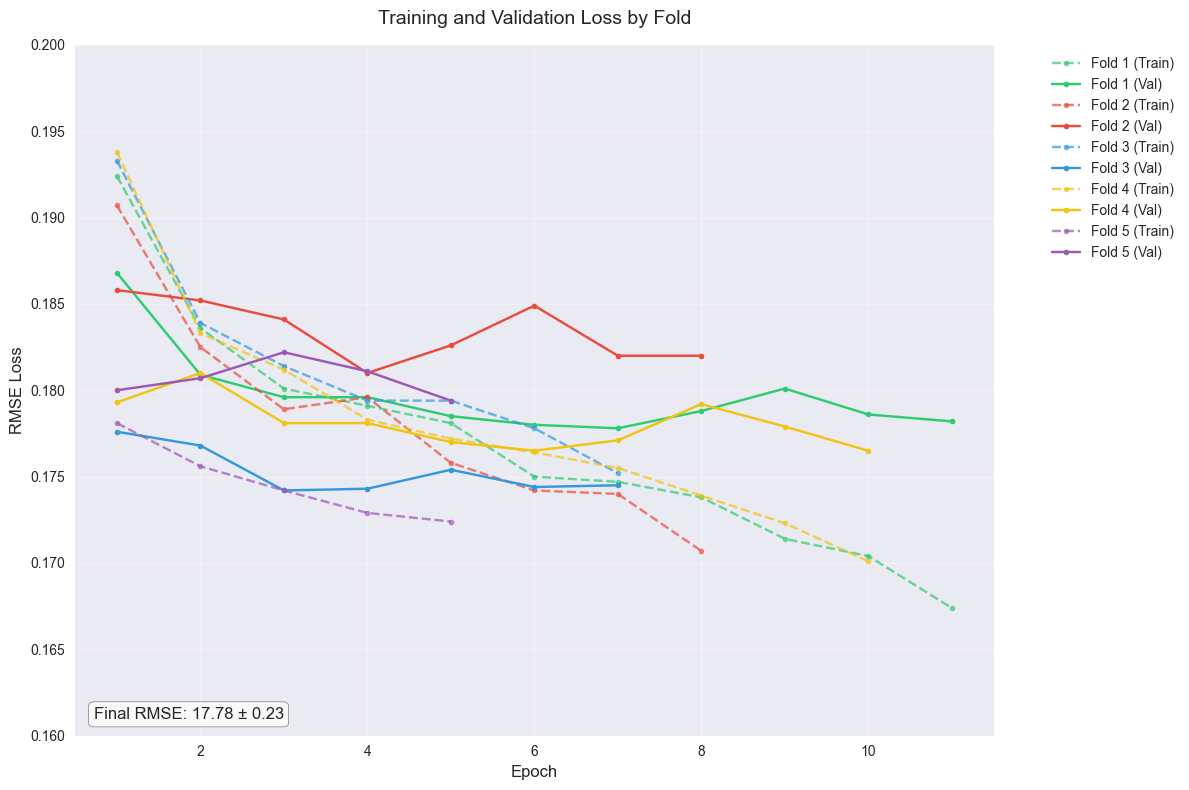 Training and Validation Loss by Fold
0.200
0.195
0.190
0.185
0.180
0.175
0.170
0.165
0.160
RMSE Loss
2
4
6
8
10
Epoch
Final RMSE: 17.78 ± 0.23
Fold 1 (Train)
Fold 1 (Val)
Fold 2 (Train)
Fold 2 (Val)
Fold 3 (Train)
Fold 3 (Val)
Fold 4 (Train)
Fold 4 (Val)
Fold 5 (Train)
Fold 5 (Val)